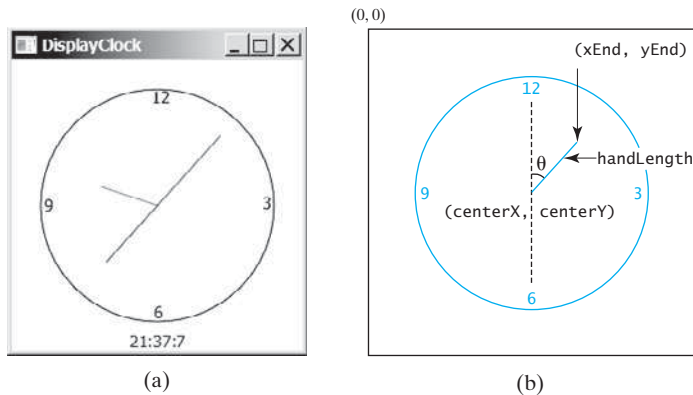 (0, 0)
DisplayClock
(xEnd, yEnd)
12
12
θ
handLength
9
3
9
3
(centerX, centerY)
6
6
21:37:7
(a)
(b)